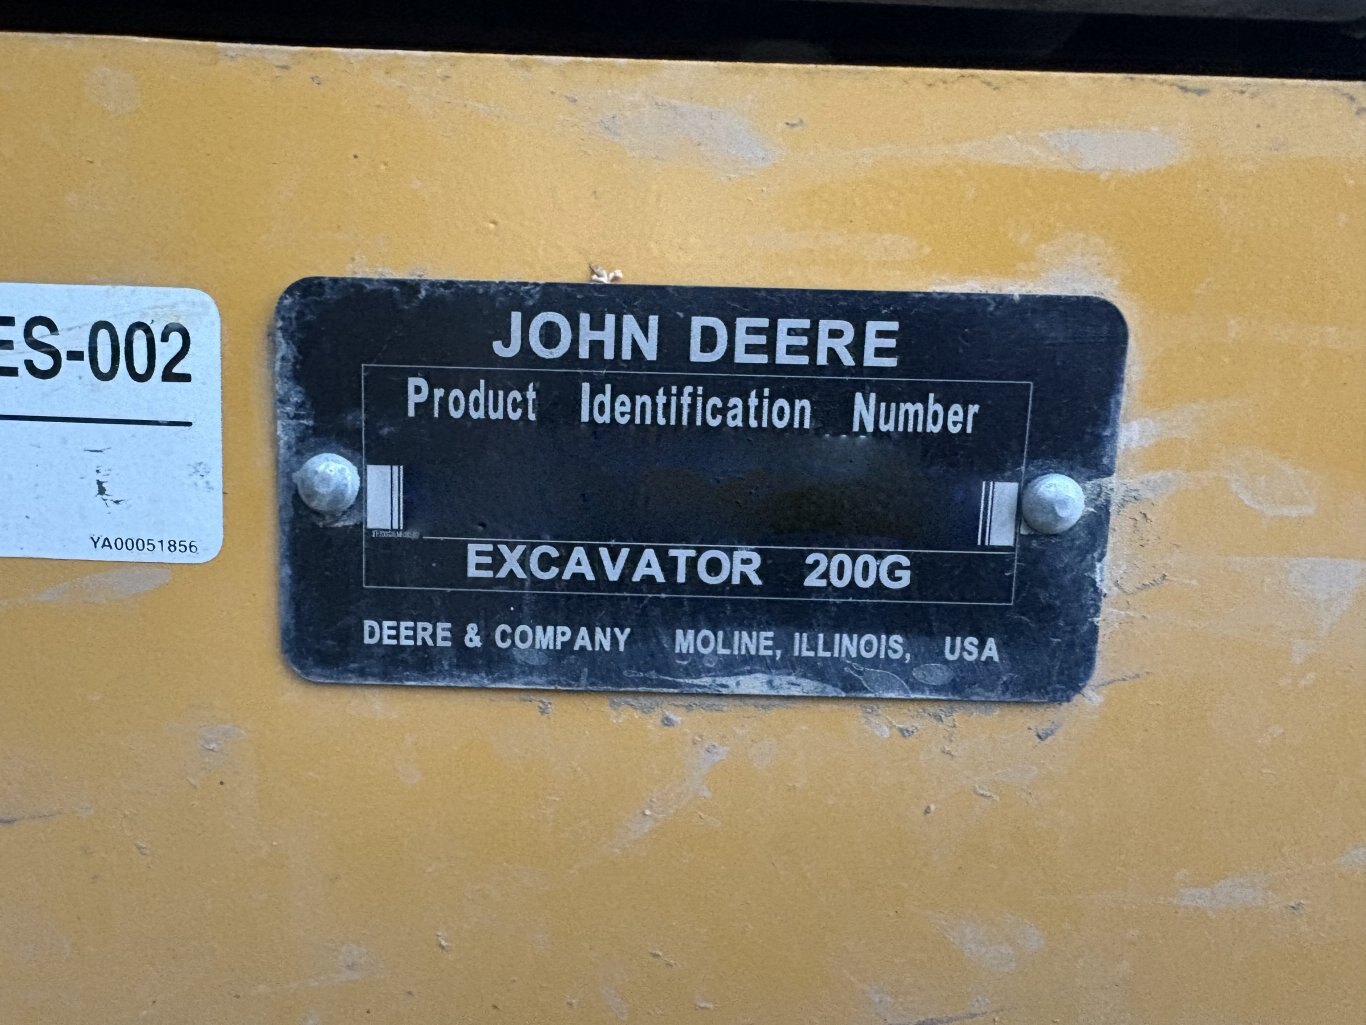 ES-002
YA00051856
JOHN DEERE
Product Identification Number
EXCAVATOR 200G
DEERE & COMPANY MOLINE, ILLINOIS, USA